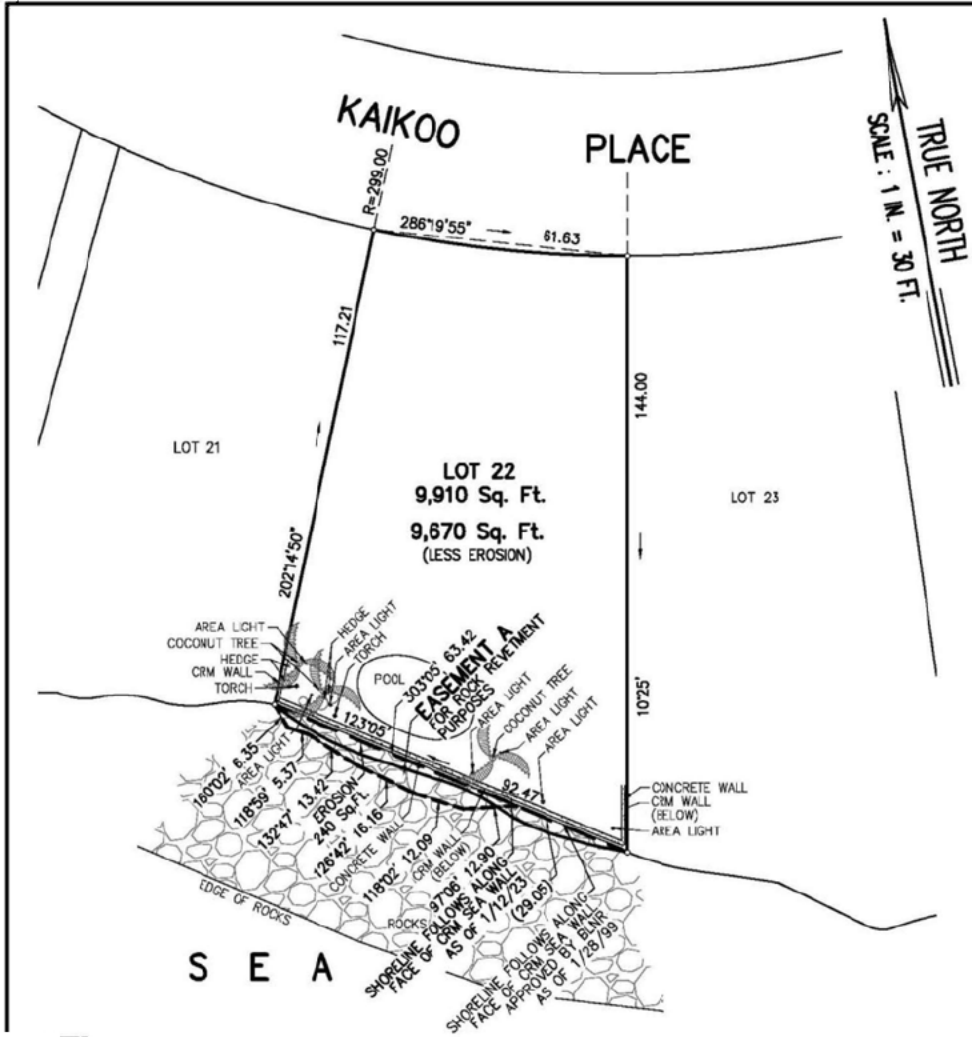 KAIKOO
PLACE
TRUE NORTH
SCALE : 1 IN. = 30 FT.
R=299.00
286°19'55"
61.63
117.21
144.00
LOT 21
LOT 22
9,910 Sq. Ft.
9,670 Sq. Ft.
(LESS EROSION)
LOT 23
202°14'50"
10°25'
AREA LIGHT
COCONUT TREE
HEDGE
CRM WALL
TORCH
HEDGE
AREA LIGHT
TORCH
POOL
303°05' 63.42
EASEMENT A
FOR ROCK REVETMENT
PURPOSES
AREA LIGHT
COCONUT TREE
AREA LIGHT
AREA LIGHT
123°05'
92.47
CONCRETE WALL
CRM WALL
(BELOW)
AREA LIGHT
160°02' 6.35
AREA LIGHT
118°59' 5.37
132°47' 13.42
EROSION
240 Sq.Ft.
126°42' 16.16
CONCRETE WALL
118°02' 12.09
CRM WALL
(BELOW)
97°06' 12.90
SHORELINE FOLLOWS ALONG
FACE OF CRM SEA WALL
AS OF 1/12/23
(29.05)
SHORELINE FOLLOWS ALONG
FACE OF CRM SEA WALL
APPROVED BY BLNR
AS OF 1/28/99
ROCKS
EDGE OF ROCKS
SEA